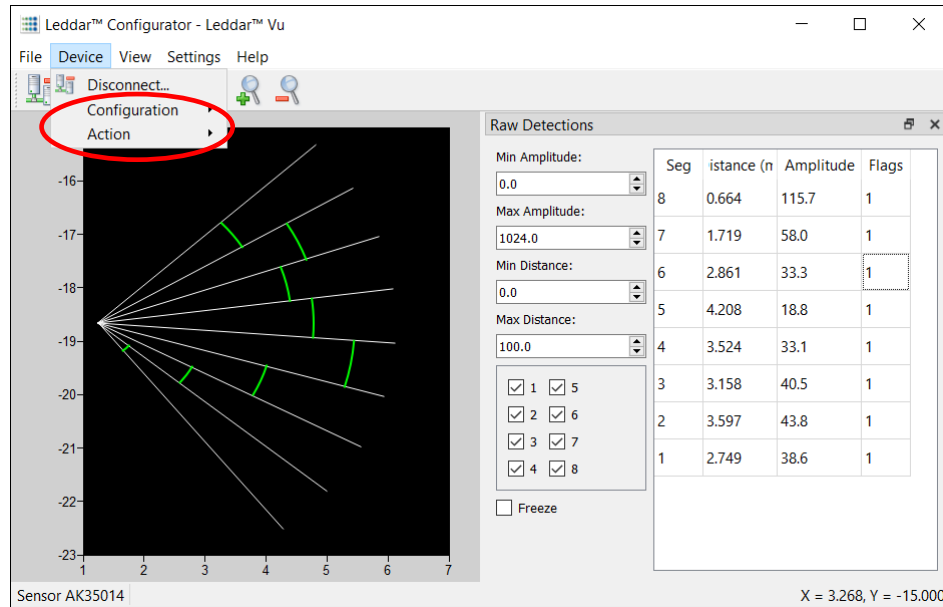 Leddar™ Configurator - Leddar™ Vu
File Device View Settings Help
Disconnect...
Configuration
Action
Raw Detections
Min Amplitude:
0.0
Max Amplitude:
1024.0
Min Distance:
0.0
Max Distance:
100.0
1 5
2 6
3 7
4 8
Freeze
Seg istance (n Amplitude Flags
8 0.664 115.7 1
7 1.719 58.0 1
6 2.861 33.3 1
5 4.208 18.8 1
4 3.524 33.1 1
3 3.158 40.5 1
2 3.597 43.8 1
1 2.749 38.6 1
-16
-17
-18
-19
-20
-21
-22
-23
1 2 3 4 5 6 7
Sensor AK35014 X = 3.268, Y = -15.000